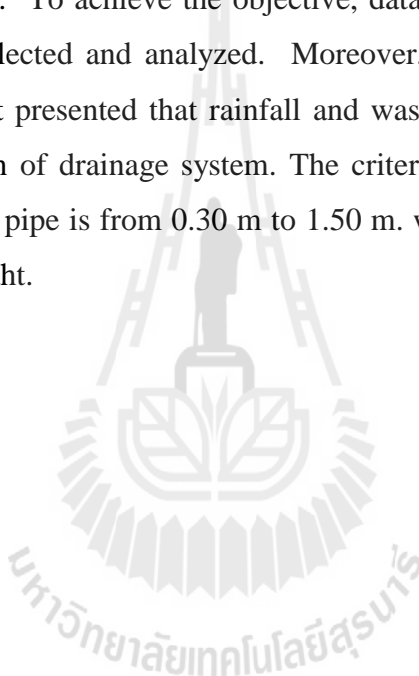 . To achieve the objective, data
lected and analyzed. Moreover,
t presented that rainfall and was
n of drainage system. The criter
pipe is from 0.30 m to 1.50 m. w
ht.
มหาวิทยาลัยเทคโนโลยีสุรนารี